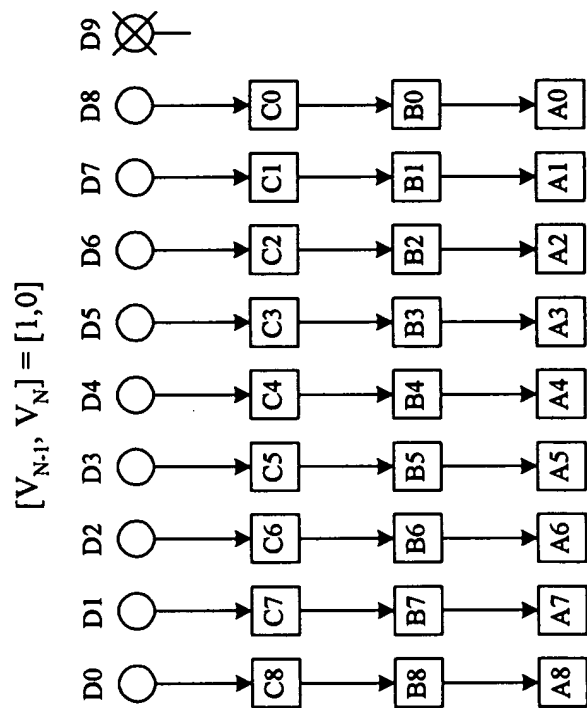 [V_{N-1}, V_N] = [1,0]
D0 D1 D2 D3 D4 D5 D6 D7 D8 D9
C8 C7 C6 C5 C4 C3 C2 C1 C0
B8 B7 B6 B5 B4 B3 B2 B1 B0
A8 A7 A6 A5 A4 A3 A2 A1 A0